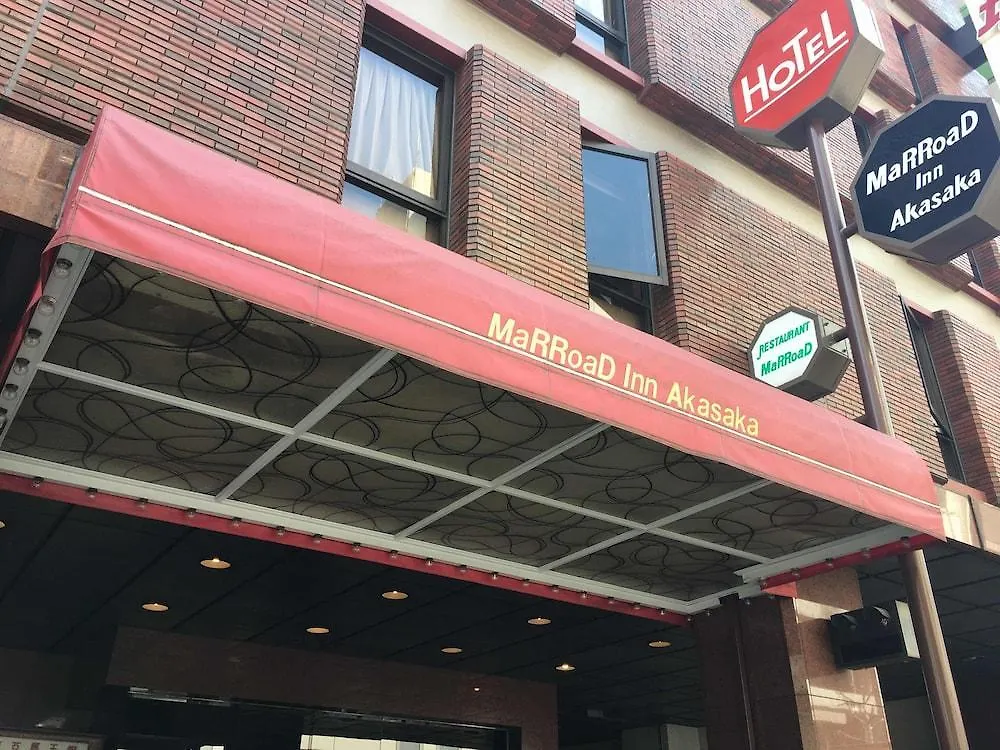 HOTEL
MaRRoaD
Inn
Akasaka
RESTAURANT
MaRRoaD
MaRRoaD Inn Akasaka